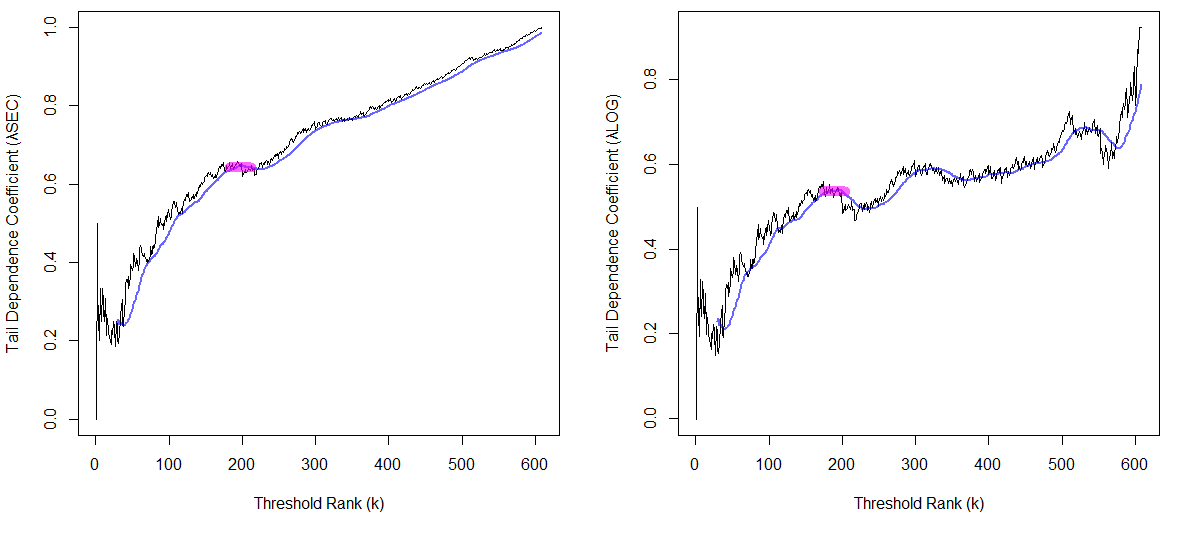 Tail Dependence Coefficient (λSEC)
1.0
0.8
0.6
0.4
0.2
0.0
0 100 200 300 400 500 600
Threshold Rank (k)
Tail Dependence Coefficient (λLOG)
0.8
0.6
0.4
0.2
0.0
0 100 200 300 400 500 600
Threshold Rank (k)